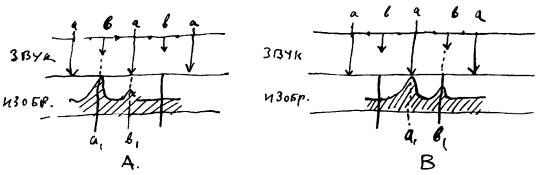 а в а в а
ЗВУК
ИЗОБР.
а₁ в₁
А.
а в а в а
ЗВУК
ИЗОБР.
а₁ в₁
В